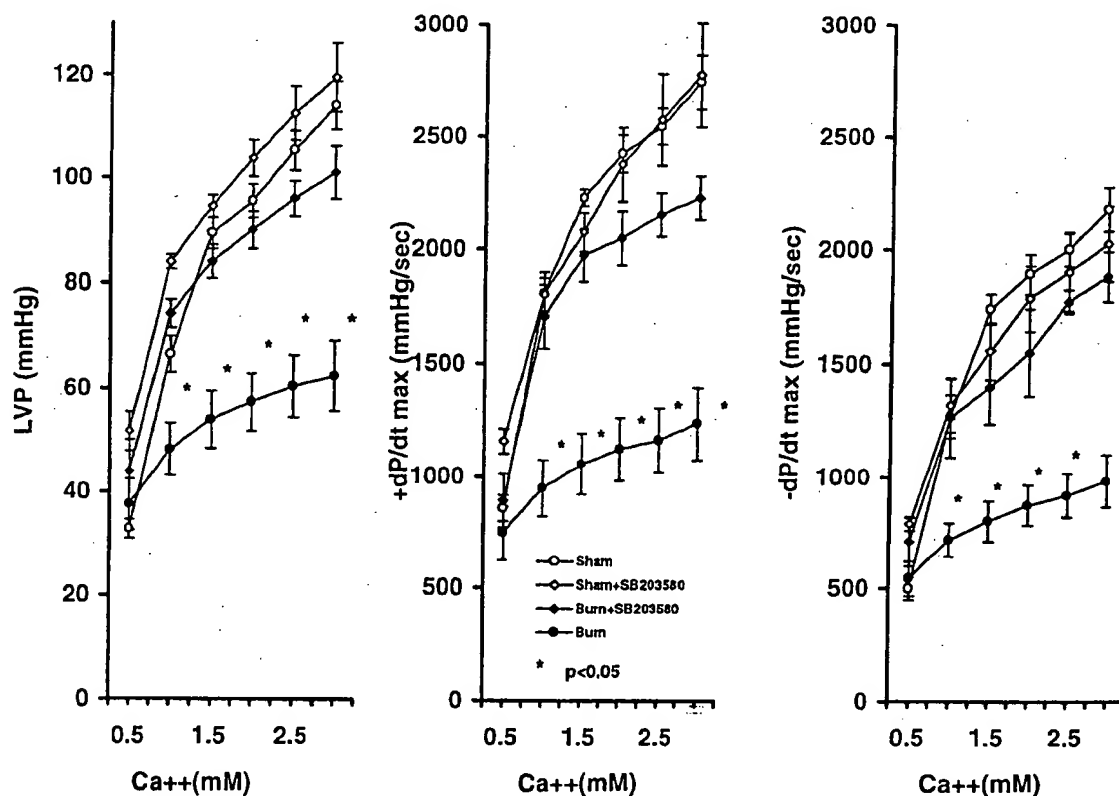 LVP (mmHg)
120
100
80
60
40
20
0
0.5 1.5 2.5
Ca++(mM)
* * * * *
+dP/dt max (mmHg/sec)
3000
2500
2000
1500
1000
500
0
0.5 1.5 2.5
Ca++(mM)
* * * * *
Sham
Sham+SB203580
Burn+SB203580
Burn
* p<0.05
-dP/dt max (mmHg/sec)
3000
2500
2000
1500
1000
500
0
0.5 1.5 2.5
Ca++(mM)
* * * *